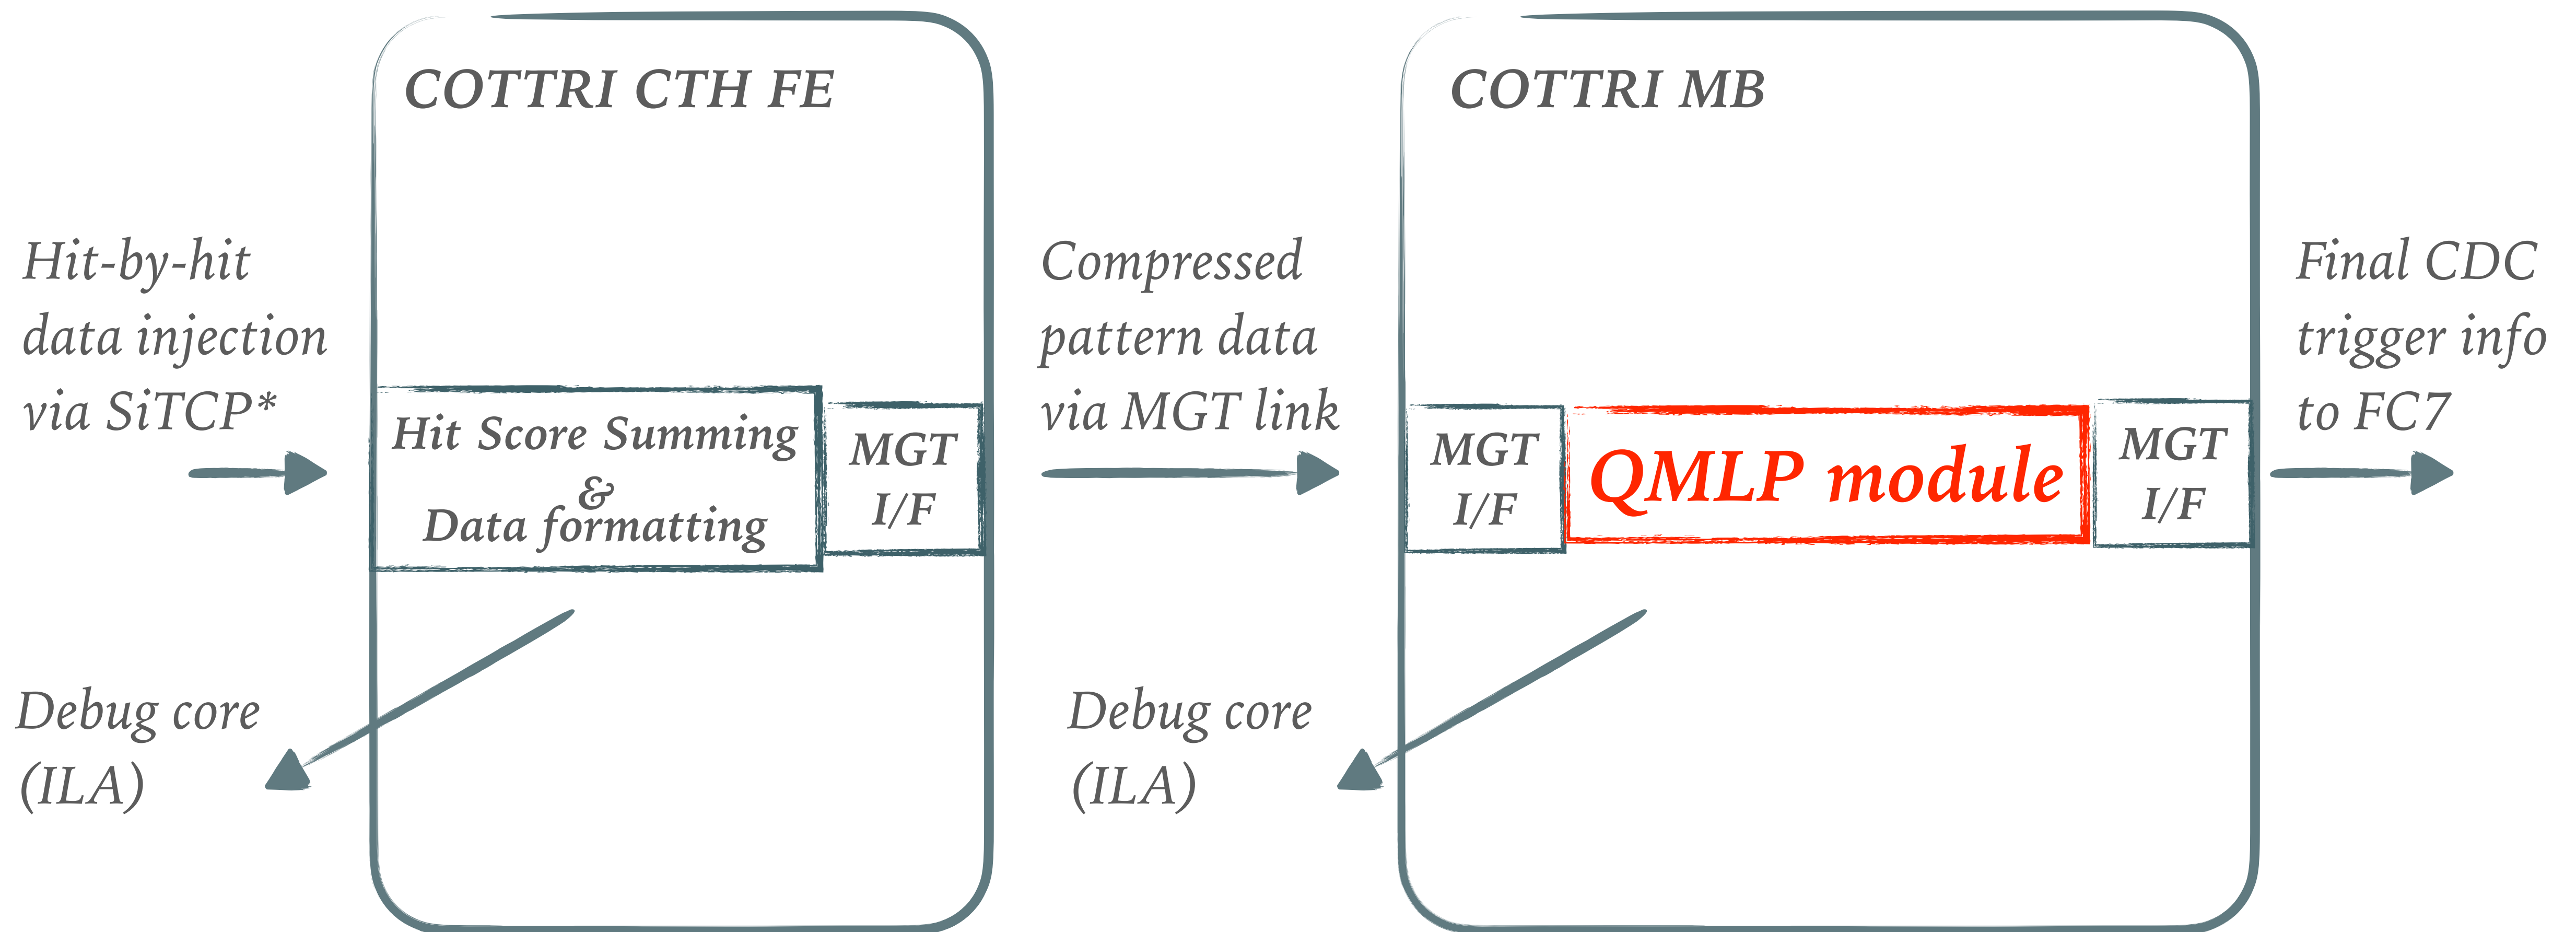 COTTRI CTH FE
COTTRI MB
Hit-by-hit
data injection
via SiTCP*
Hit Score Summing
&
Data formatting
MGT
I/F
Compressed
pattern data
via MGT link
MGT
I/F
QMLP module
MGT
I/F
Final CDC
trigger info
to FC7
Debug core
(ILA)
Debug core
(ILA)